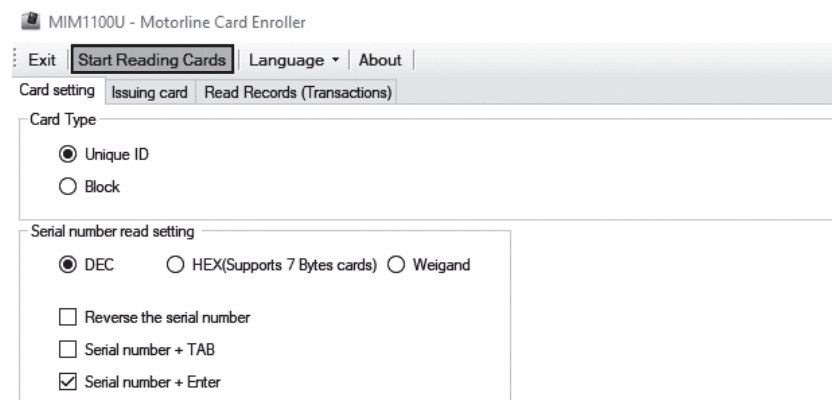 MIM1100U - Motorline Card Enroller
Exit Start Reading Cards Language About
Card setting Issuing card Read Records (Transactions)
Card Type
Unique ID
Block
Serial number read setting
DEC HEX(Supports 7 Bytes cards) Weigand
Reverse the serial number
Serial number + TAB
Serial number + Enter